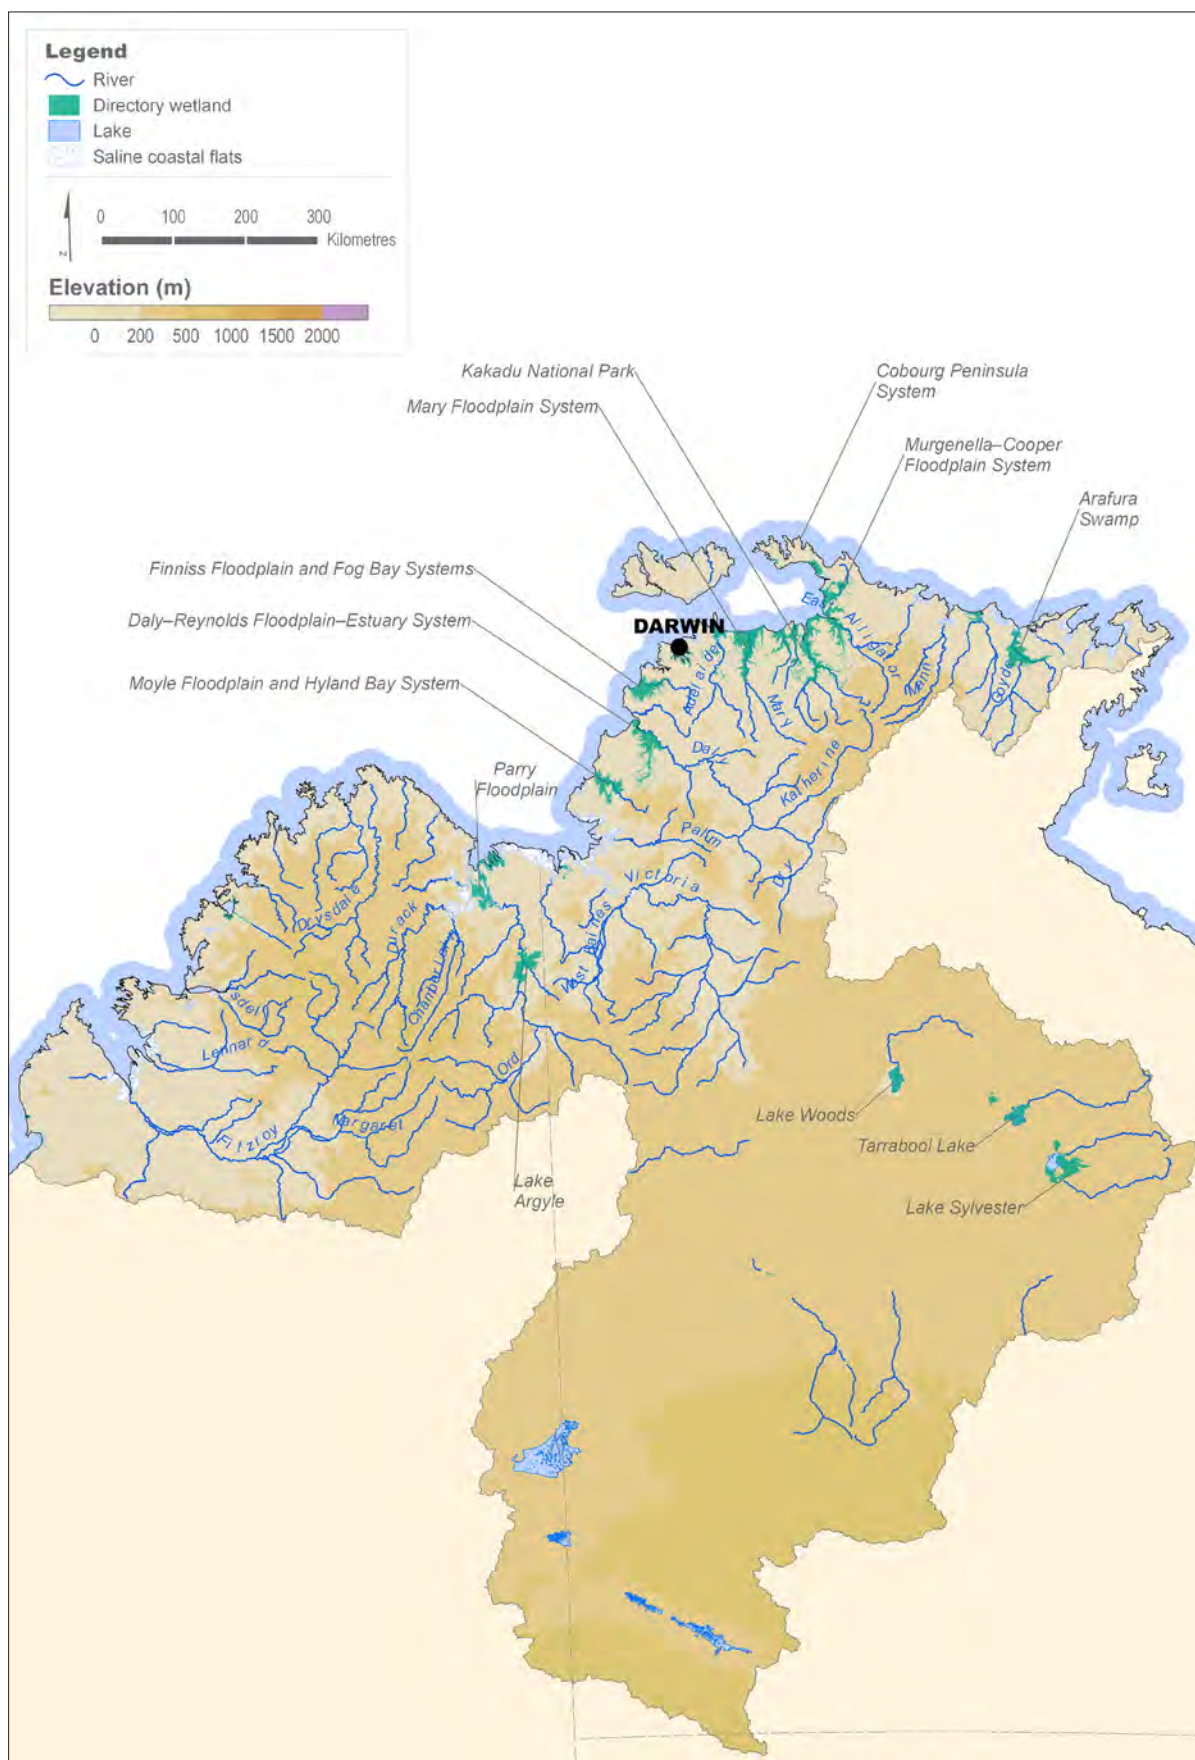 Legend
River
Directory wetland
Lake
Saline coastal flats
0 100 200 300
Kilometres
N
Elevation (m)
0 200 500 1000 1500 2000
Kakadu National Park
Mary Floodplain System
Cobourg Peninsula
System
Murgenella–Cooper
Floodplain System
Arafura
Swamp
Finniss Floodplain and Fog Bay Systems
Daly–Reynolds Floodplain–Estuary System
Moyle Floodplain and Hyland Bay System
DARWIN
East Alligator
Adelaide
Mary
Mann
Goyder
Daly
Katherine
Parry
Floodplain
Palum
Dry
Victoria
West Baines
Drysdale
Durack
Chamberlain
Lennard
Ord
Margaret
Fitzroy
Lake
Argyle
Lake Woods
Tarrabool Lake
Lake Sylvester